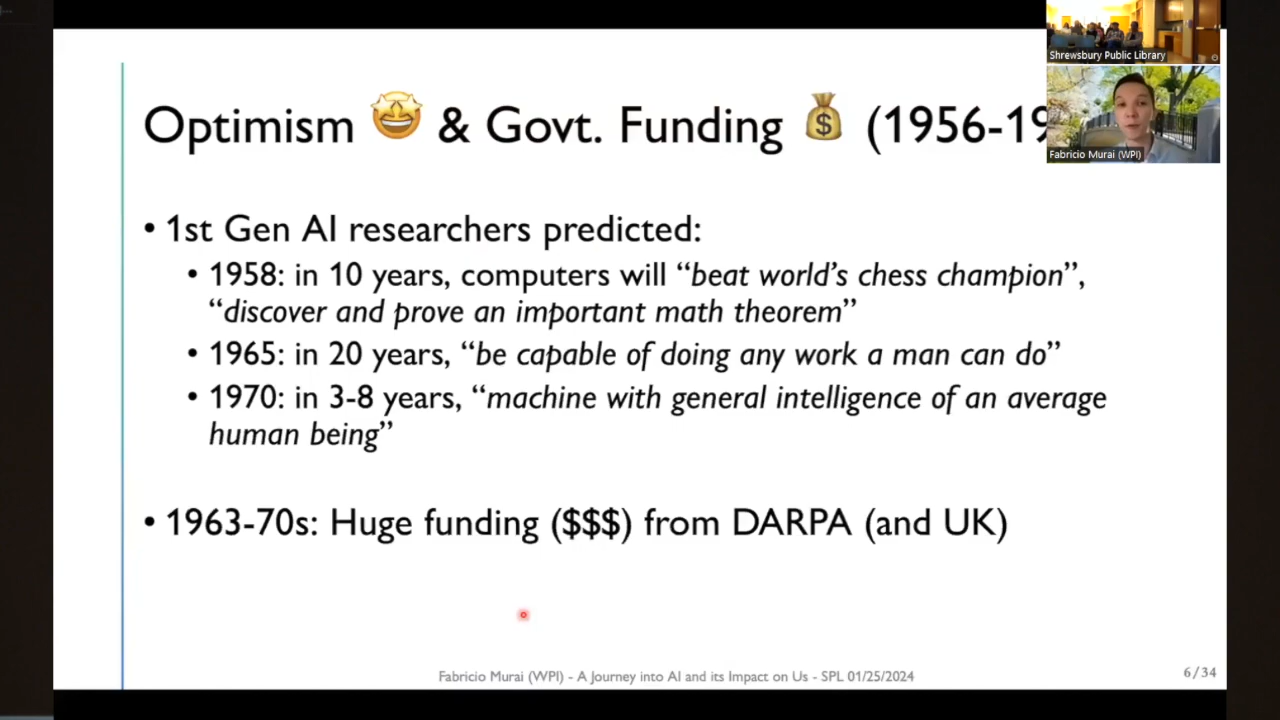 Shrewsbury Public Library
Fabricio Murai (WPI)
Optimism 🤩 & Govt. Funding 💰 (1956-19
• 1st Gen AI researchers predicted:
• 1958: in 10 years, computers will “beat world’s chess champion”,
“discover and prove an important math theorem”
• 1965: in 20 years, “be capable of doing any work a man can do”
• 1970: in 3-8 years, “machine with general intelligence of an average
human being”
• 1963-70s: Huge funding ($$$) from DARPA (and UK)
Fabricio Murai (WPI) - A Journey into AI and its Impact on Us - SPL 01/25/2024
6/34